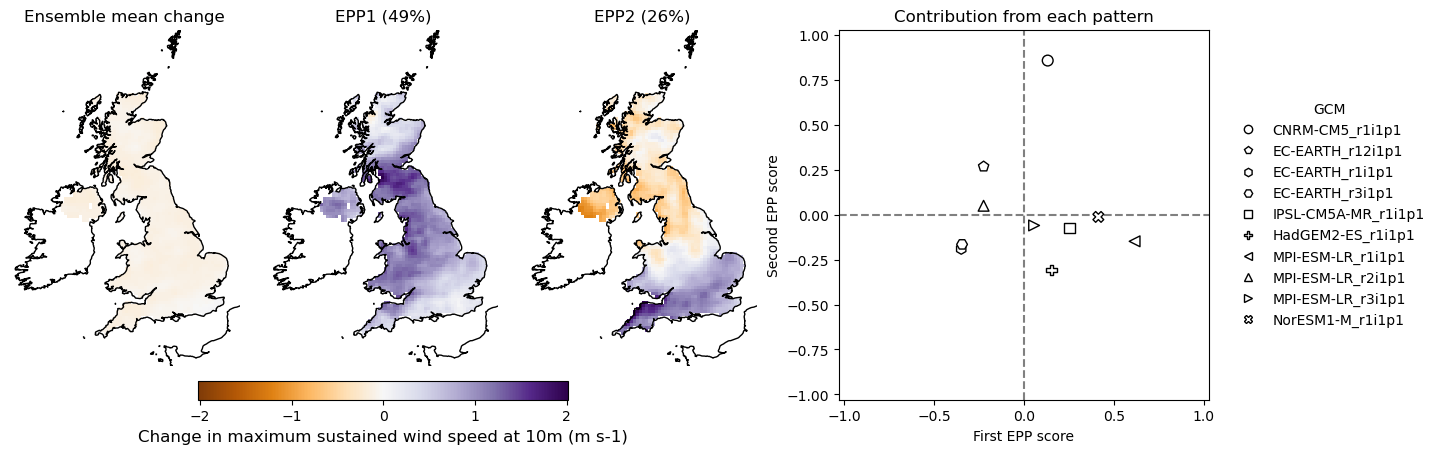 Ensemble mean change
EPP1 (49%)
EPP2 (26%)
−2
−1
0
1
2
Change in maximum sustained wind speed at 10m (m s-1)
Contribution from each pattern
Second EPP score
1.00
0.75
0.50
0.25
0.00
−0.25
−0.50
−0.75
−1.00
−1.0
−0.5
0.0
0.5
1.0
First EPP score
GCM
CNRM-CM5_r1i1p1
EC-EARTH_r12i1p1
EC-EARTH_r1i1p1
EC-EARTH_r3i1p1
IPSL-CM5A-MR_r1i1p1
HadGEM2-ES_r1i1p1
MPI-ESM-LR_r1i1p1
MPI-ESM-LR_r2i1p1
MPI-ESM-LR_r3i1p1
NorESM1-M_r1i1p1